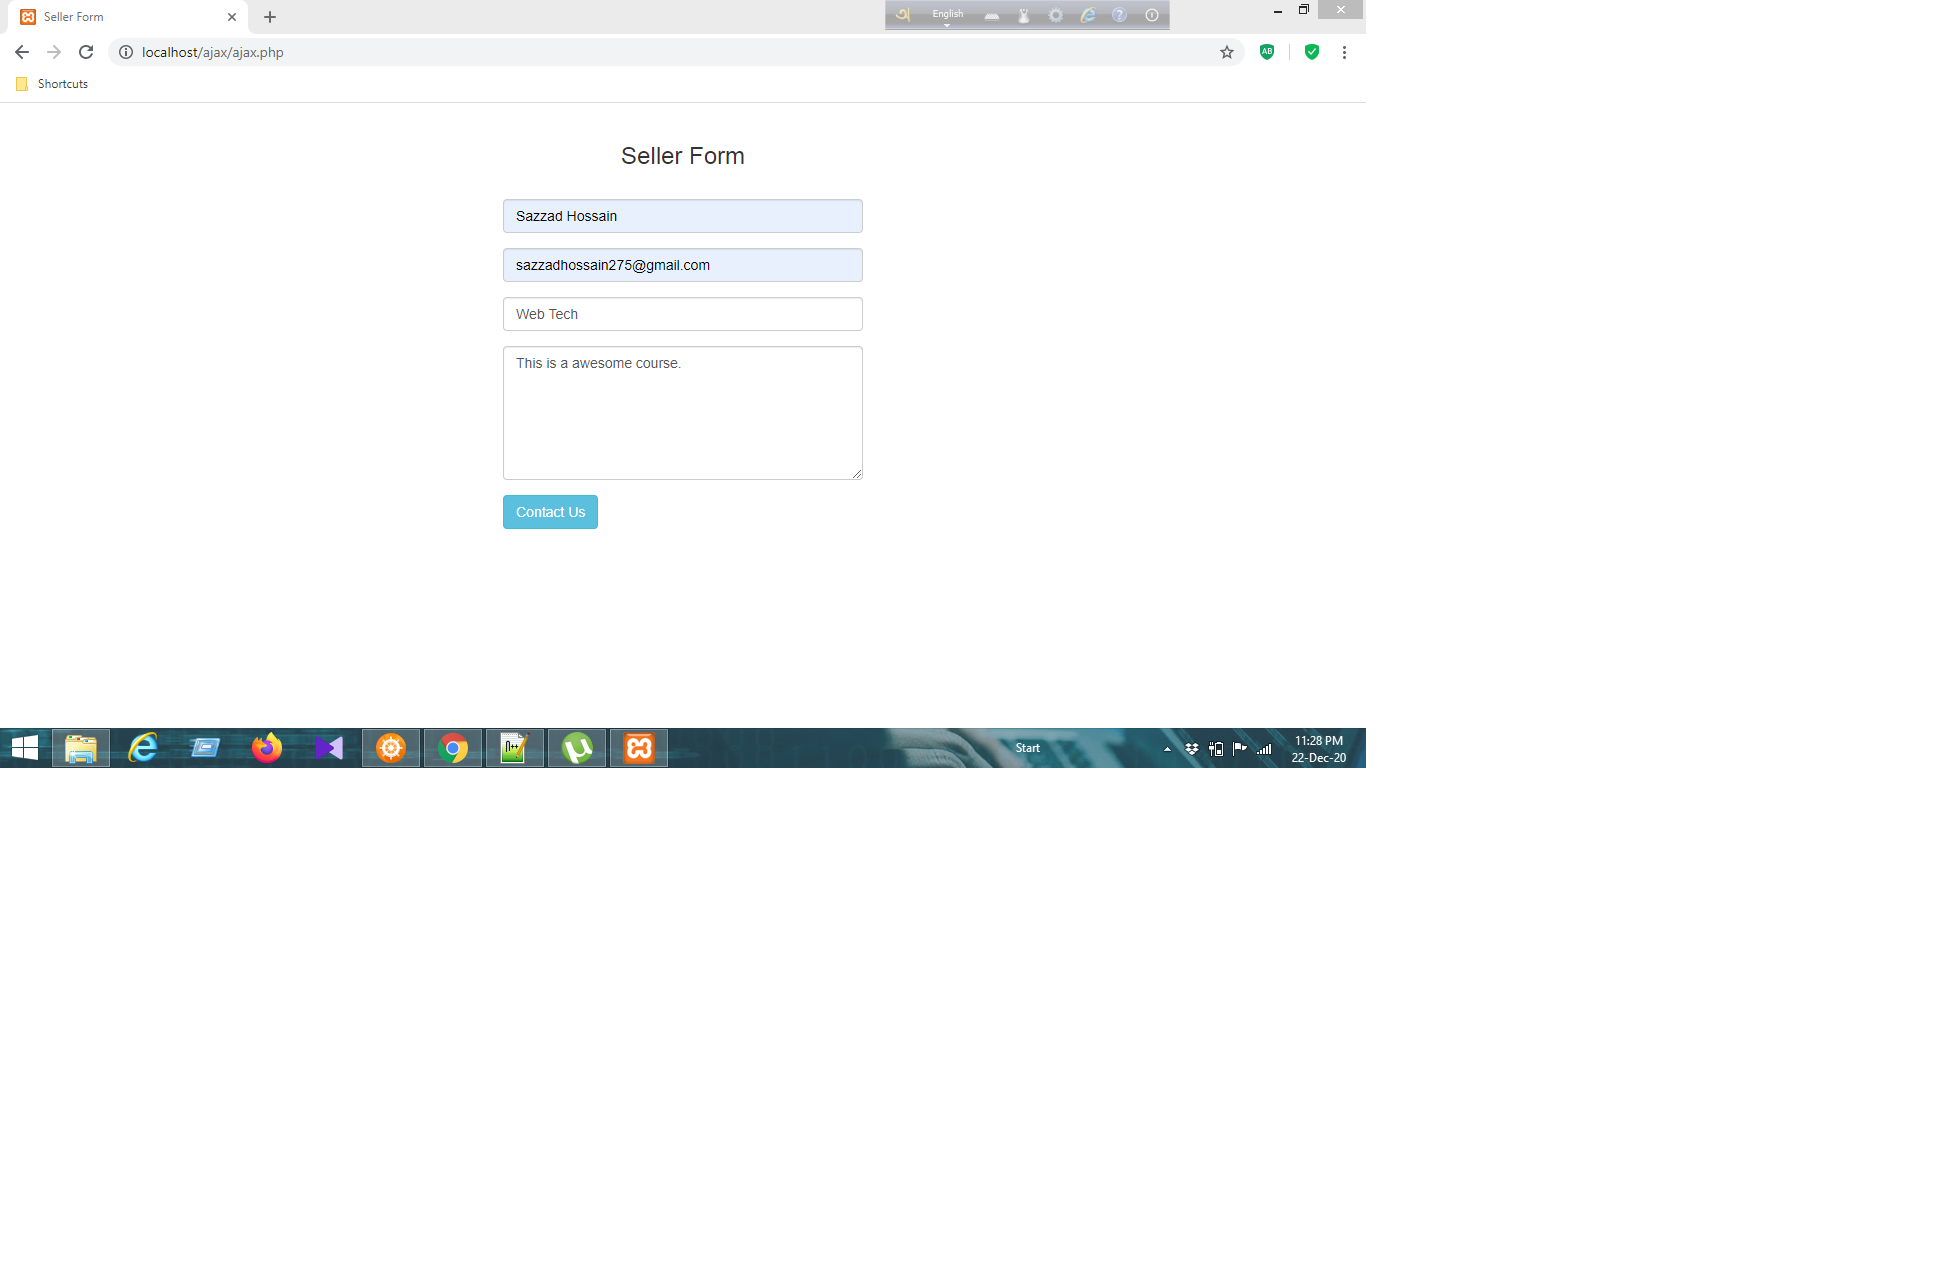 Seller Form
অ English
localhost/ajax/ajax.php
AB
Shortcuts
Seller Form
Sazzad Hossain
sazzadhossain275@gmail.com
Web Tech
This is a awesome course.
Contact Us
Start
11:28 PM
22-Dec-20